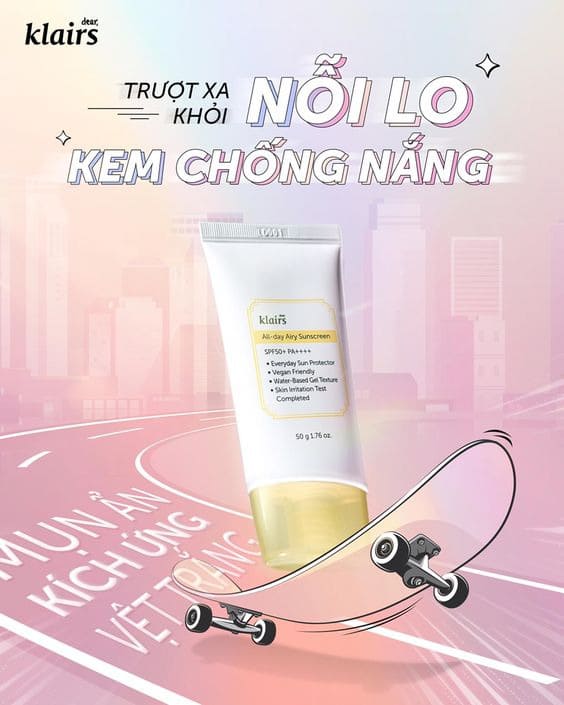 dear,
klairs
TRƯỢT XA
KHỎI
NỖI LO
KEM CHỐNG NẮNG
dear,
klairs
All-day Airy Sunscreen
SPF50+ PA++++
• Everyday Sun Protector
• Vegan Friendly
• Water-Based Gel Texture
• Skin Irritation Test
Completed
50 g 1.76 oz.
MỤN ẨN
KÍCH ỨNG
VỆT TRẮNG